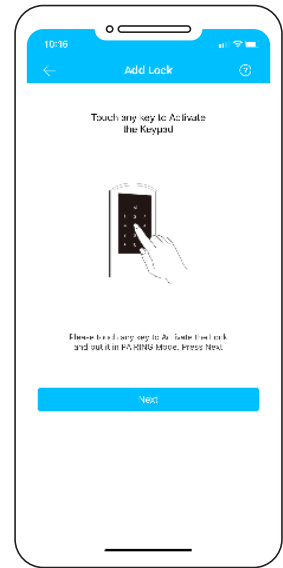 10:16
Add Lock
Touch any key to Activate
the Keypad
Please touch any key to Activate the Lock
and put it in PAIRING Mode. Press Next
Next